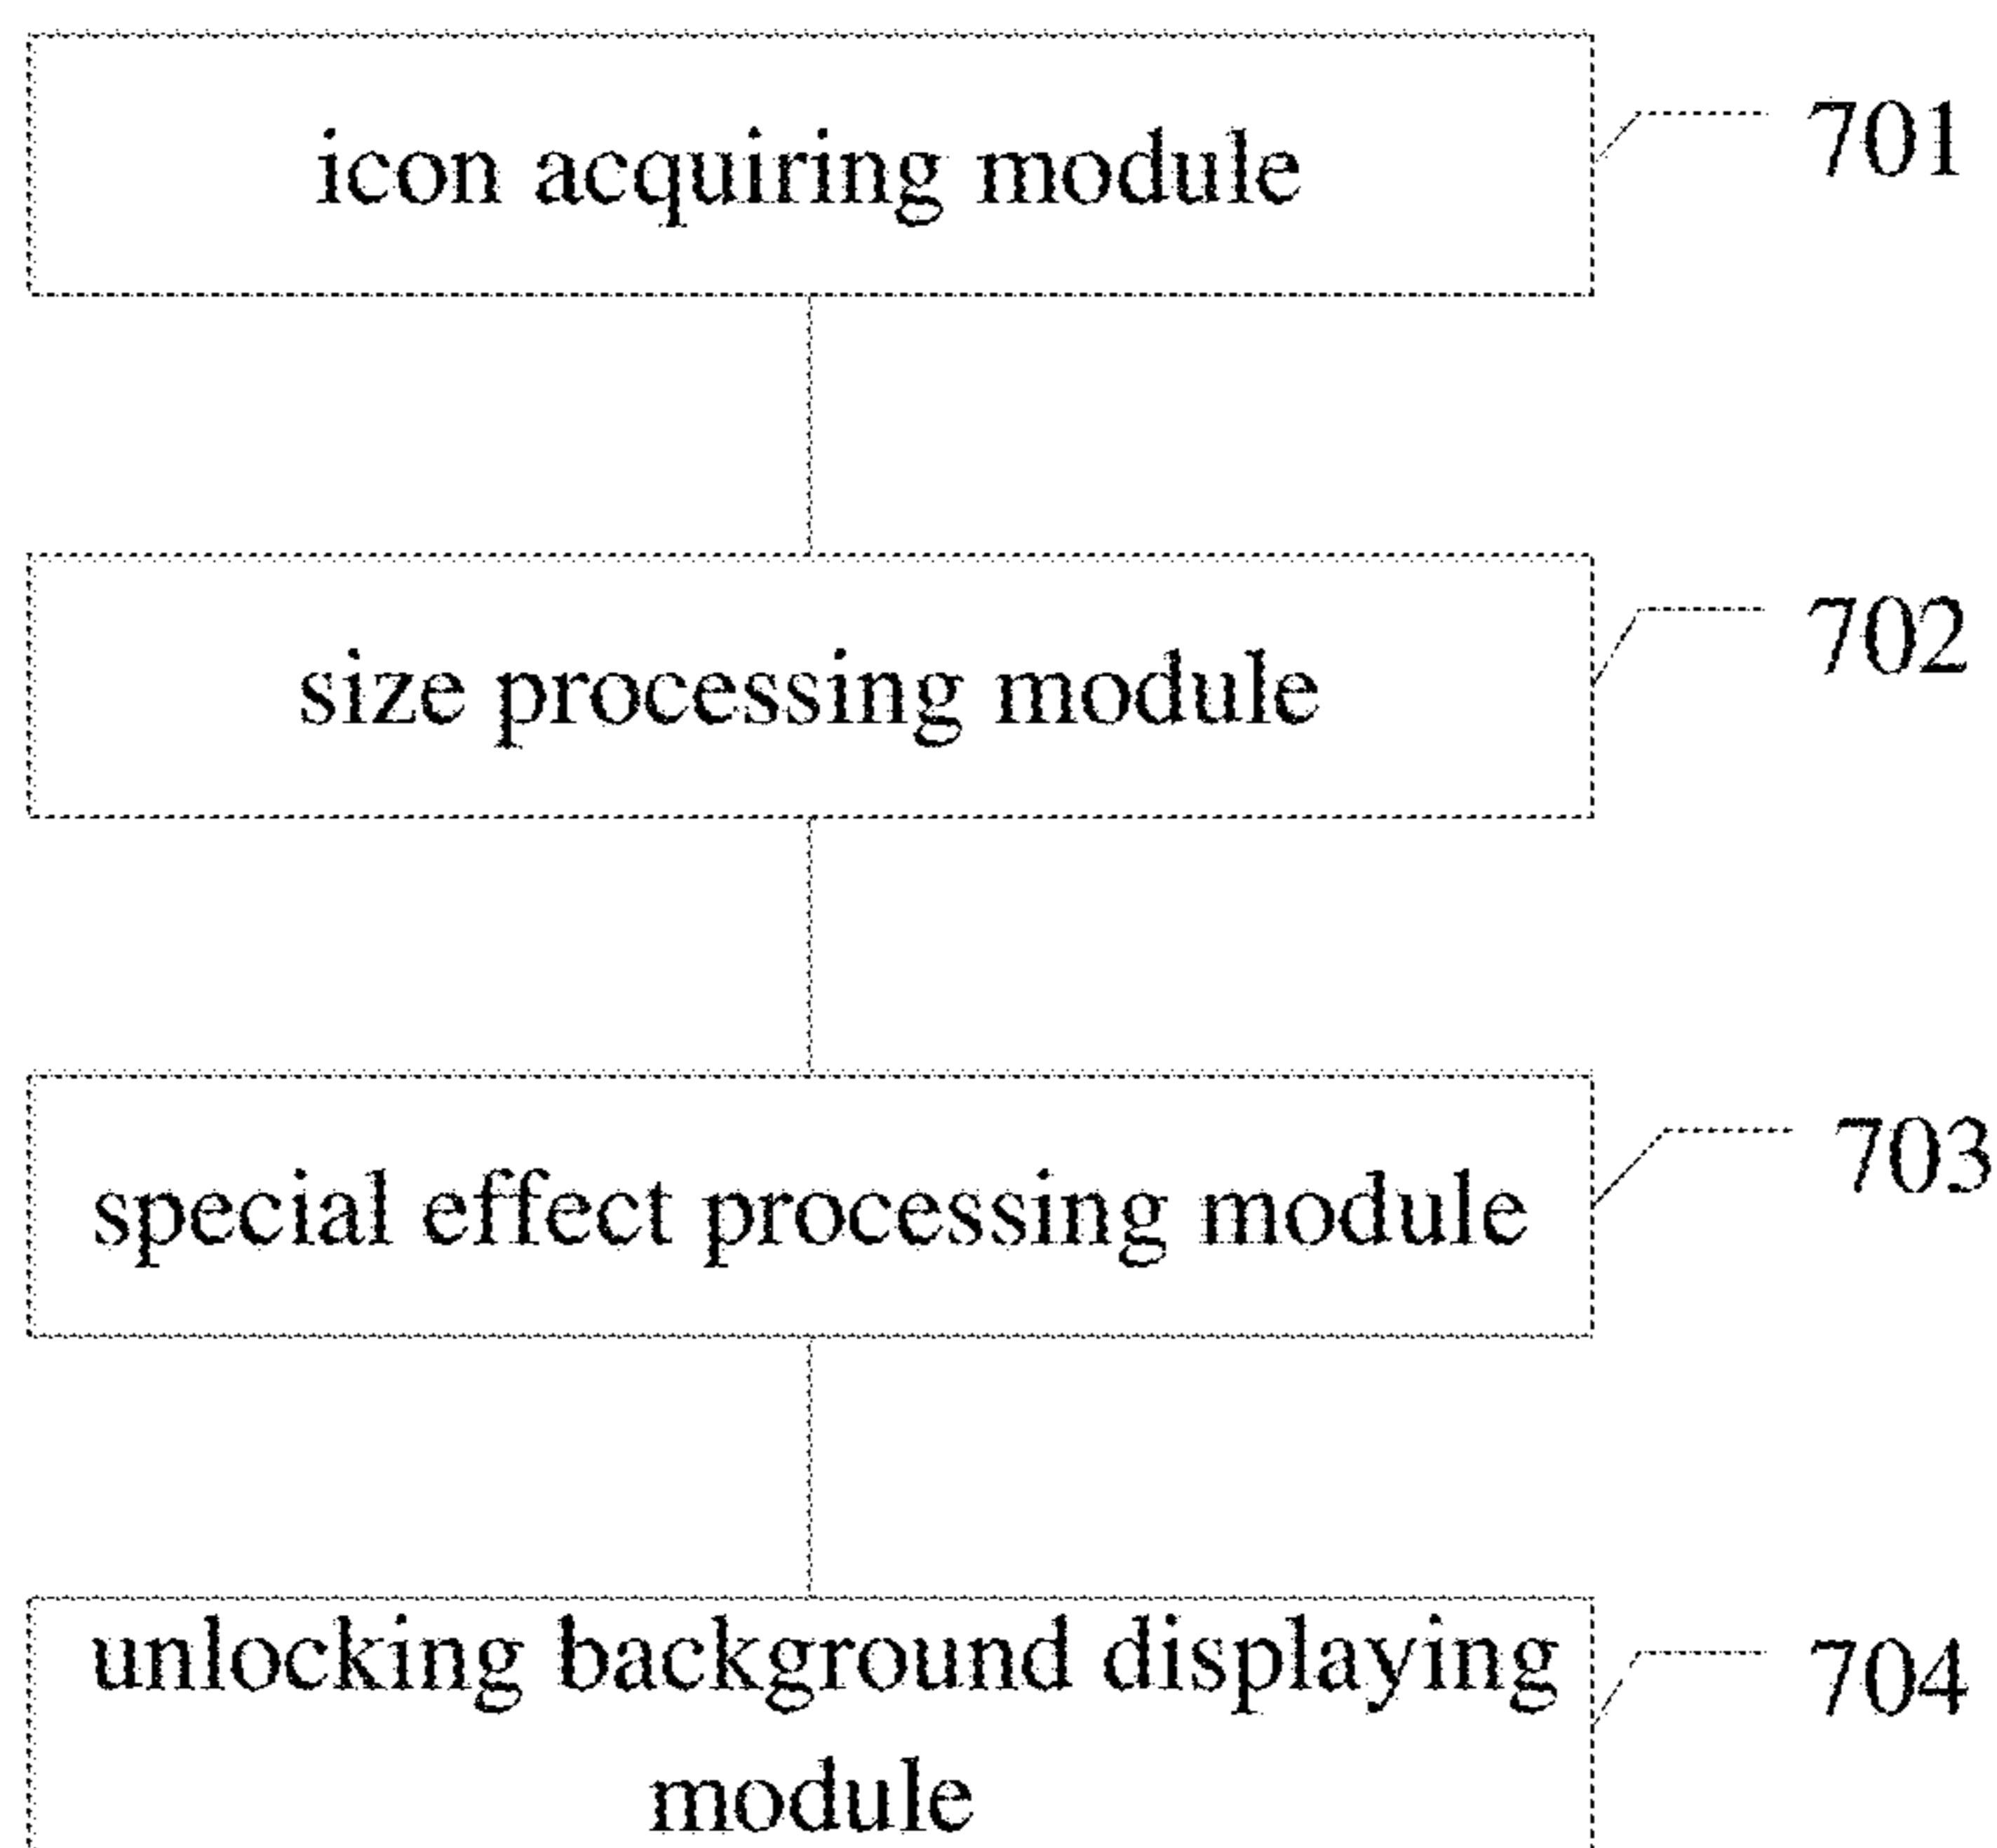 icon acquiring module
701
size processing module
702
special effect processing module
703
unlocking background displaying
module
704